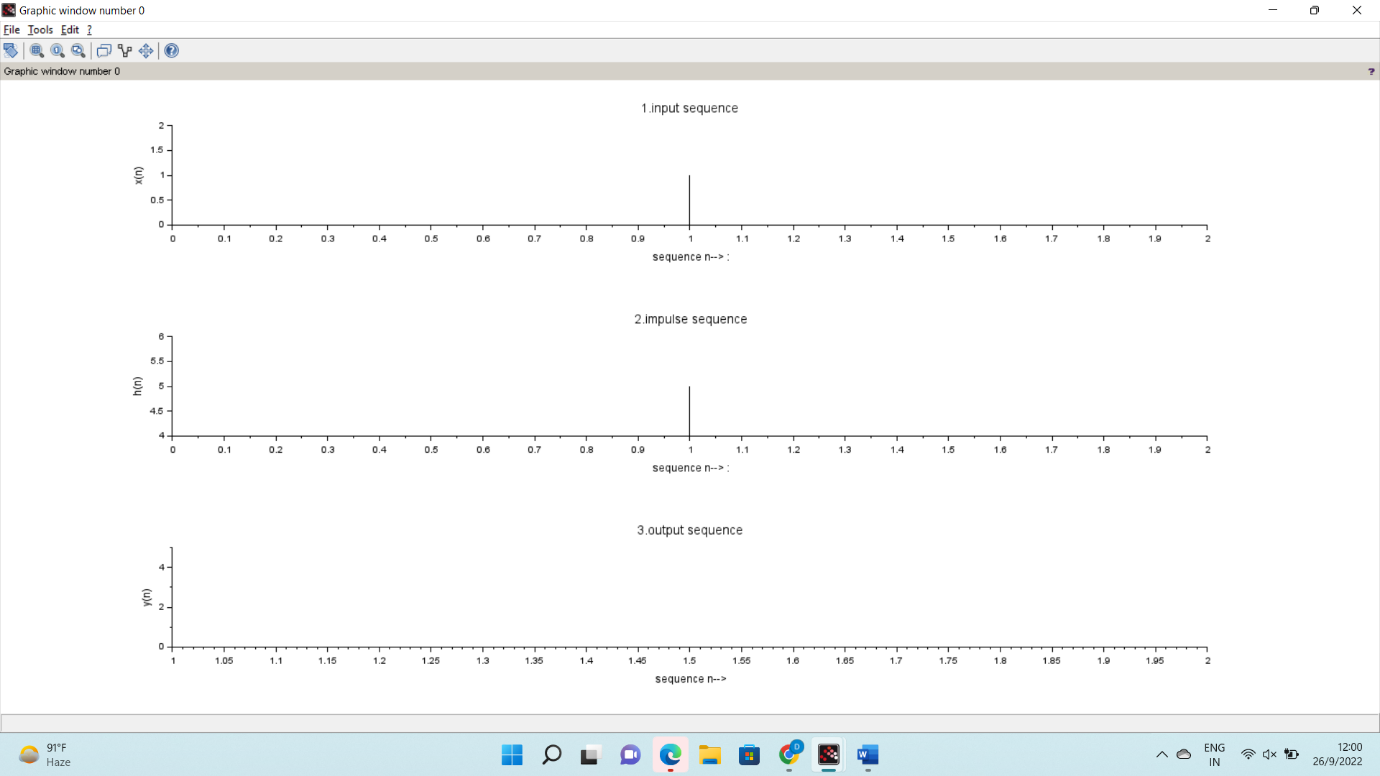 Graphic window number 0
File Tools Edit ?
Graphic window number 0
?
1.input sequence
x(n)
2
1.5
1
0.5
0
0 0.1 0.2 0.3 0.4 0.5 0.6 0.7 0.8 0.9 1 1.1 1.2 1.3 1.4 1.5 1.6 1.7 1.8 1.9 2
sequence n--> :
2.impulse sequence
h(n)
6
5.5
5
4.5
4
0 0.1 0.2 0.3 0.4 0.5 0.6 0.7 0.8 0.9 1 1.1 1.2 1.3 1.4 1.5 1.6 1.7 1.8 1.9 2
sequence n--> :
3.output sequence
y(n)
4
2
0
1 1.05 1.1 1.15 1.2 1.25 1.3 1.35 1.4 1.45 1.5 1.55 1.6 1.65 1.7 1.75 1.8 1.85 1.9 1.95 2
sequence n-->
91°F
Haze
D
W
ENG
IN
12:00
26/9/2022